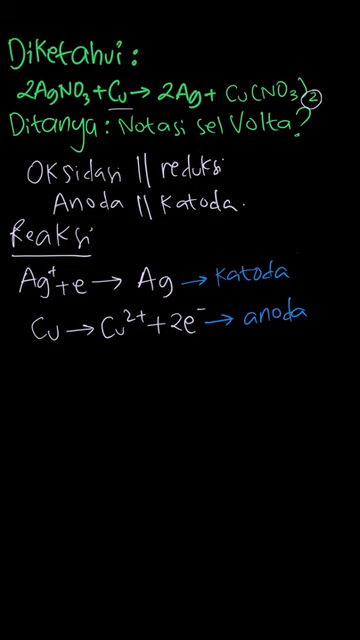 Diketahui:
2AgNO₃ + Cu → 2Ag + Cu(NO₃)₂
Ditanya: Notasi sel Volta?
Oksidasi || reduksi
Anoda || Katoda.
Reaksi
Ag⁺ + e → Ag → katoda
Cu → Cu²⁺ + 2e⁻ → anoda